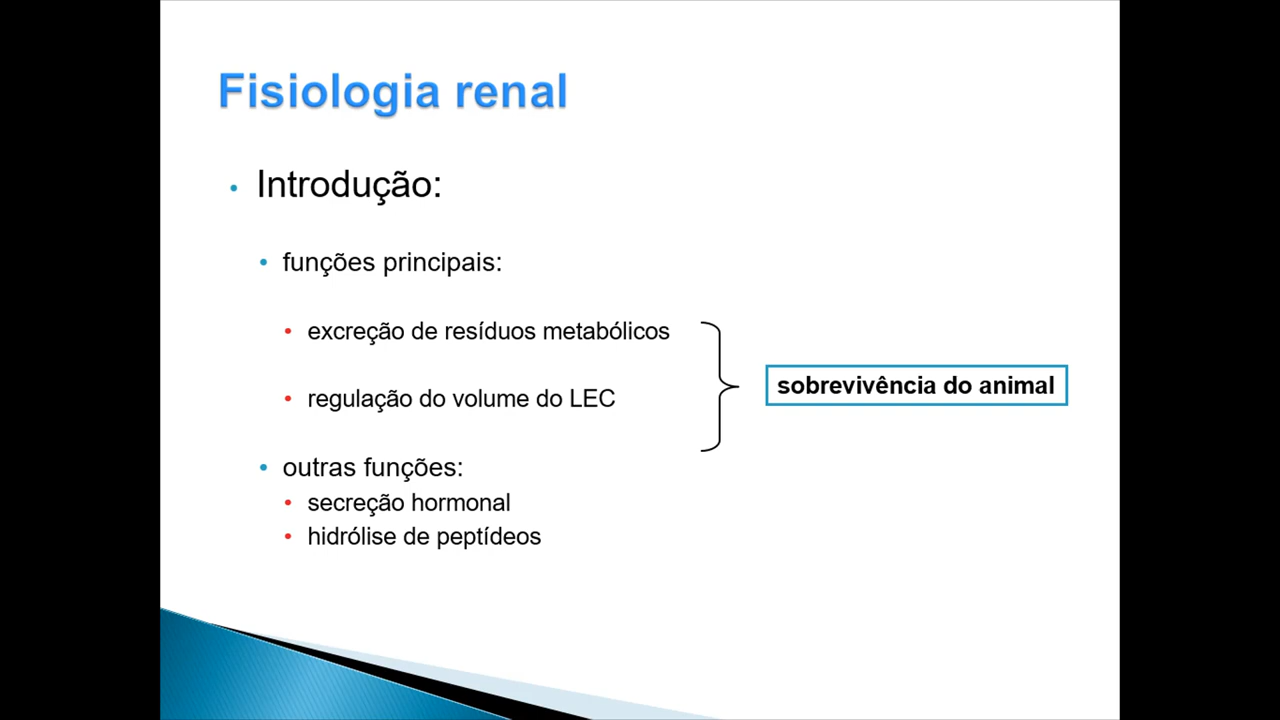 Fisiologia renal
• Introdução:
• funções principais:
• excreção de resíduos metabólicos
• regulação do volume do LEC
sobrevivência do animal
• outras funções:
• secreção hormonal
• hidrólise de peptídeos